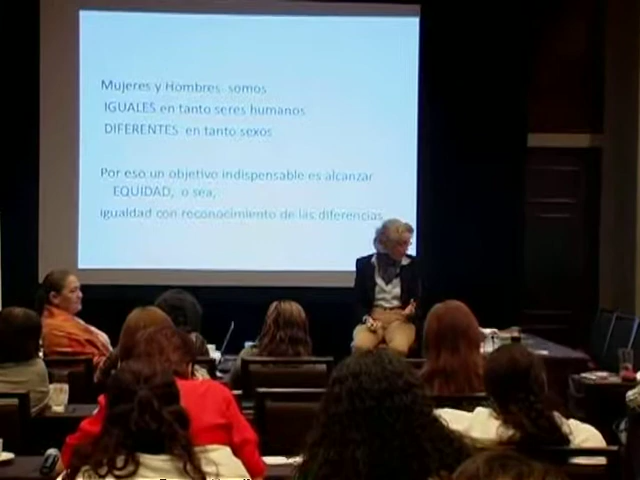 Mujeres y Hombres somos
IGUALES en tanto seres humanos
DIFERENTES en tanto sexos
Por eso un objetivo indispensable es alcanzar
EQUIDAD, o sea,
igualdad con reconocimiento de las diferencias